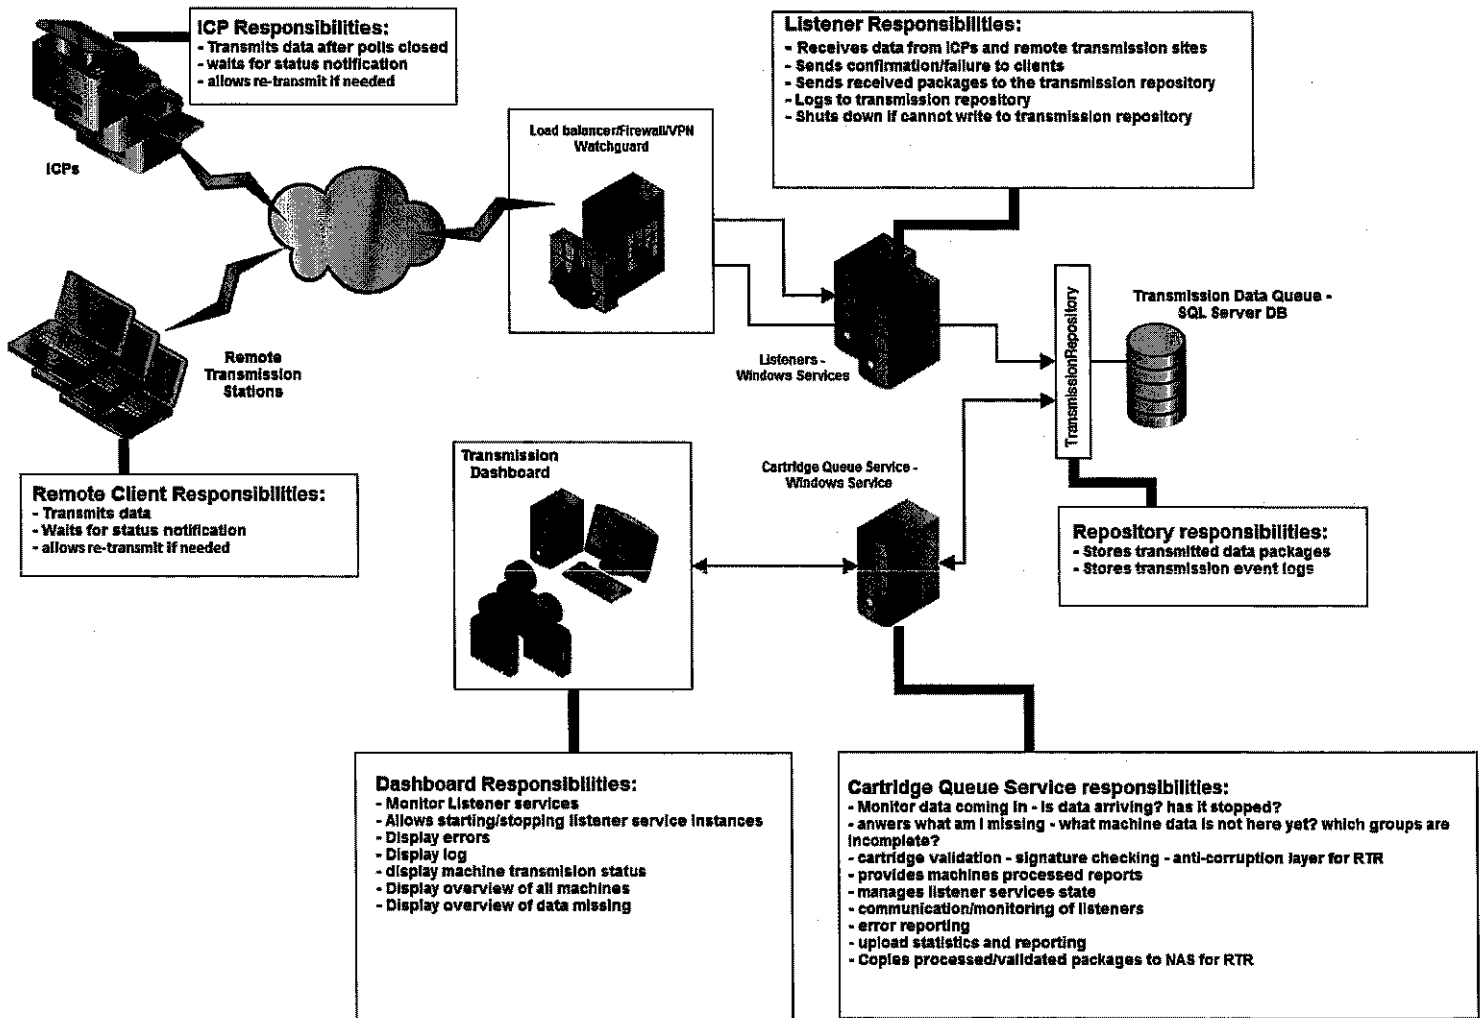 ICP Responsibilities:
- Transmits data after polls closed
- waits for status notification
- allows re-transmit if needed
ICPs
Load balancer/Firewall/VPN
Watchguard
Listener Responsibilities:
- Receives data from ICPs and remote transmission sites
- Sends confirmation/failure to clients
- Sends received packages to the transmission repository
- Logs to transmission repository
- Shuts down if cannot write to transmission repository
Remote
Transmission
Stations
Listeners -
Windows Services
TransmissionRepository
Transmission Data Queue -
SQL Server DB
Remote Client Responsibilities:
- Transmits data
- Waits for status notification
- allows re-transmit if needed
Transmission
Dashboard
Cartridge Queue Service -
Windows Service
Repository responsibilities:
- Stores transmitted data packages
- Stores transmission event logs
Dashboard Responsibilities:
- Monitor Listener services
- Allows starting/stopping listener service instances
- Display errors
- Display log
- display machine transmision status
- Display overview of all machines
- Display overview of data missing
Cartridge Queue Service responsibilities:
- Monitor data coming in - is data arriving? has it stopped?
- anwers what am I missing - what machine data is not here yet? which groups are
incomplete?
- cartridge validation - signature checking - anti-corruption layer for RTR
- provides machines processed reports
- manages listener services state
- communication/monitoring of listeners
- error reporting
- upload statistics and reporting
- Copies processed/validated packages to NAS for RTR